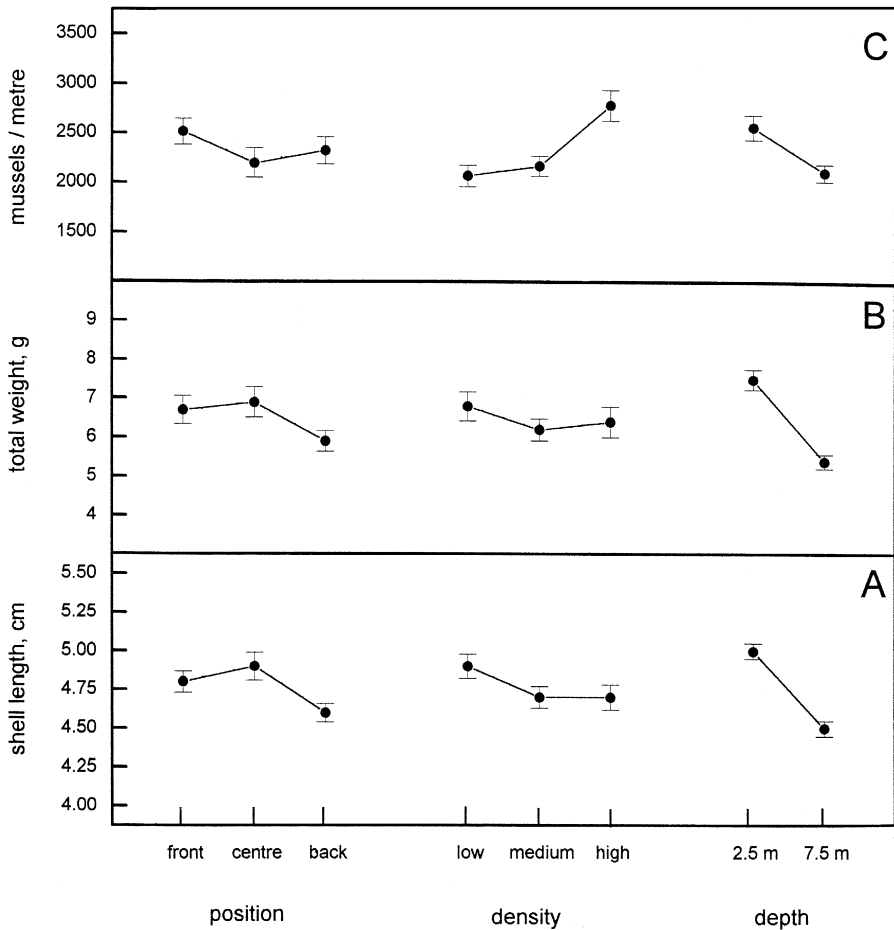 C
mussels / metre
3500
3000
2500
2000
1500
B
total weight, g
9
8
7
6
5
4
A
shell length, cm
5.50
5.25
5.00
4.75
4.50
4.25
4.00
front centre back low medium high 2.5 m 7.5 m
position density depth